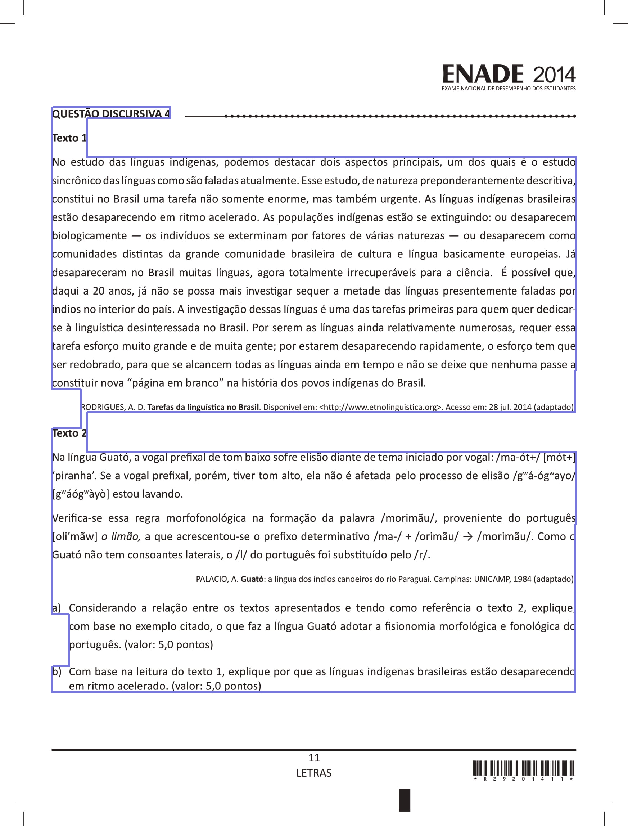 ENADE 2014
EXAME NACIONAL DE DESEMPENHO DOS ESTUDANTES
QUESTÃO DISCURSIVA 4
Texto 1
No estudo das línguas indígenas, podemos destacar dois aspectos principais, um dos quais é o estudo
sincrônico das línguas como são faladas atualmente. Esse estudo, de natureza preponderantemente descritiva,
constitui no Brasil uma tarefa não somente enorme, mas também urgente. As línguas indígenas brasileiras
estão desaparecendo em ritmo acelerado. As populações indígenas estão se extinguindo: ou desaparecem
biologicamente — os indivíduos se exterminam por fatores de várias naturezas — ou desaparecem como
comunidades distintas da grande comunidade brasileira de cultura e língua basicamente europeias. Já
desapareceram no Brasil muitas línguas, agora totalmente irrecuperáveis para a ciência. É possível que,
daqui a 20 anos, já não se possa mais investigar sequer a metade das línguas presentemente faladas por
índios no interior do país. A investigação dessas línguas é uma das tarefas primeiras para quem quer dedicar-
se à linguística desinteressada no Brasil. Por serem as línguas ainda relativamente numerosas, requer essa
tarefa esforço muito grande e de muita gente; por estarem desaparecendo rapidamente, o esforço tem que
ser redobrado, para que se alcancem todas as línguas ainda em tempo e não se deixe que nenhuma passe a
constituir nova “página em branco” na história dos povos indígenas do Brasil.
RODRIGUES, A. D. Tarefas da linguística no Brasil. Disponível em: <http://www.etnolinguistica.org>. Acesso em: 28 jul. 2014 (adaptado)
Texto 2
Na língua Guató, a vogal prefixal de tom baixo sofre elisão diante de tema iniciado por vogal: /ma-ót+/ [mót+]
‘piranha’. Se a vogal prefixal, porém, tiver tom alto, ela não é afetada pelo processo de elisão /gʷá-ógʷayo/
[gʷáógʷàyò] estou lavando.
Verifica-se essa regra morfofonológica na formação da palavra /morimãu/, proveniente do português
[oli’mãw] o limão, a que acrescentou-se o prefixo determinativo /ma-/ + /orimãu/ → /morimãu/. Como o
Guató não tem consoantes laterais, o /l/ do português foi substituído pelo /r/.
PALACIO, A. Guató: a língua dos índios canoeiros do rio Paraguai. Campinas: UNICAMP, 1984 (adaptado)
a) Considerando a relação entre os textos apresentados e tendo como referência o texto 2, explique,
com base no exemplo citado, o que faz a língua Guató adotar a fisionomia morfológica e fonológica do
português. (valor: 5,0 pontos)
b) Com base na leitura do texto 1, explique por que as línguas indígenas brasileiras estão desaparecendo
em ritmo acelerado. (valor: 5,0 pontos)
11
LETRAS
*R2920141 1*